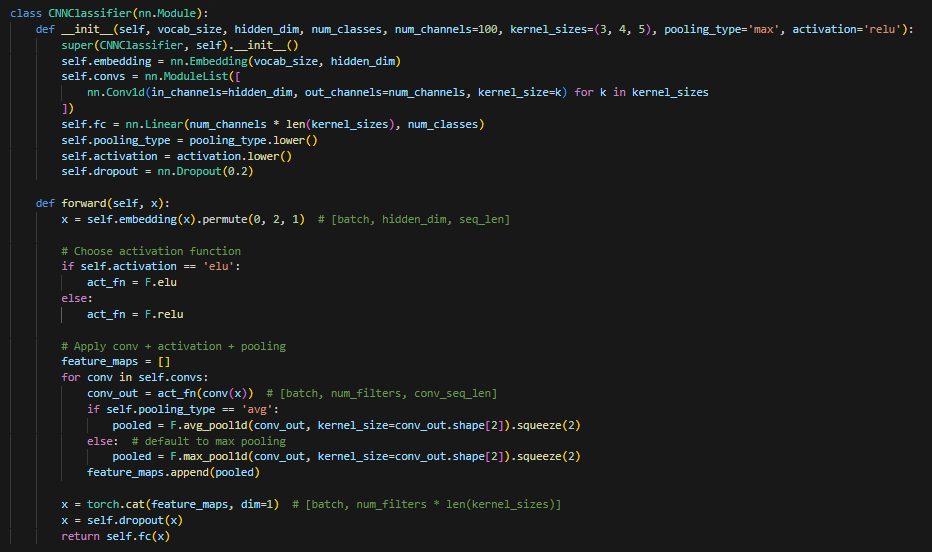 class CNNClassifier(nn.Module):
    def __init__(self, vocab_size, hidden_dim, num_classes, num_channels=100, kernel_sizes=(3, 4, 5), pooling_type='max', activation='relu'):
        super(CNNClassifier, self).__init__()
        self.embedding = nn.Embedding(vocab_size, hidden_dim)
        self.convs = nn.ModuleList([
            nn.Conv1d(in_channels=hidden_dim, out_channels=num_channels, kernel_size=k) for k in kernel_sizes
        ])
        self.fc = nn.Linear(num_channels * len(kernel_sizes), num_classes)
        self.pooling_type = pooling_type.lower()
        self.activation = activation.lower()
        self.dropout = nn.Dropout(0.2)

    def forward(self, x):
        x = self.embedding(x).permute(0, 2, 1)  # [batch, hidden_dim, seq_len]

        # Choose activation function
        if self.activation == 'elu':
            act_fn = F.elu
        else:
            act_fn = F.relu

        # Apply conv + activation + pooling
        feature_maps = []
        for conv in self.convs:
            conv_out = act_fn(conv(x))  # [batch, num_filters, conv_seq_len]
            if self.pooling_type == 'avg':
                pooled = F.avg_pool1d(conv_out, kernel_size=conv_out.shape[2]).squeeze(2)
            else:  # default to max pooling
                pooled = F.max_pool1d(conv_out, kernel_size=conv_out.shape[2]).squeeze(2)
            feature_maps.append(pooled)

        x = torch.cat(feature_maps, dim=1)  # [batch, num_filters * len(kernel_sizes)]
        x = self.dropout(x)
        return self.fc(x)